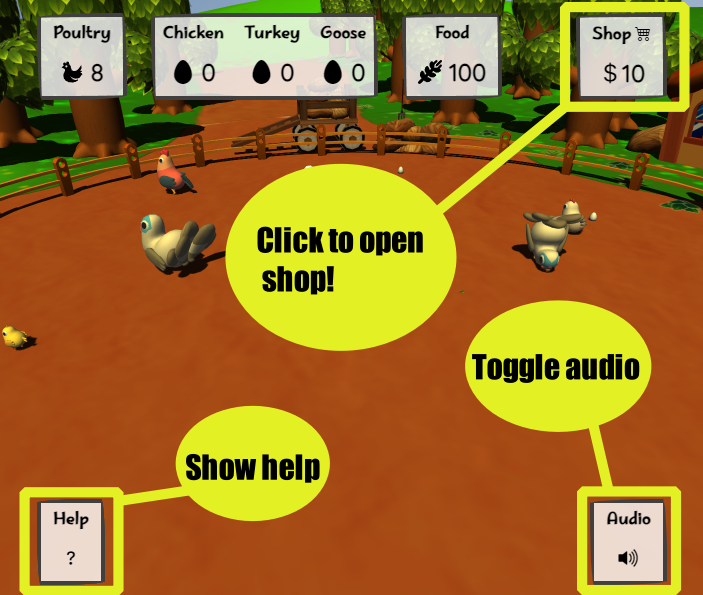 Poultry
8
Chicken Turkey Goose
0 0 0
Food
100
Shop
$10
Click to open
shop!
Toggle audio
Show help
Help
?
Audio